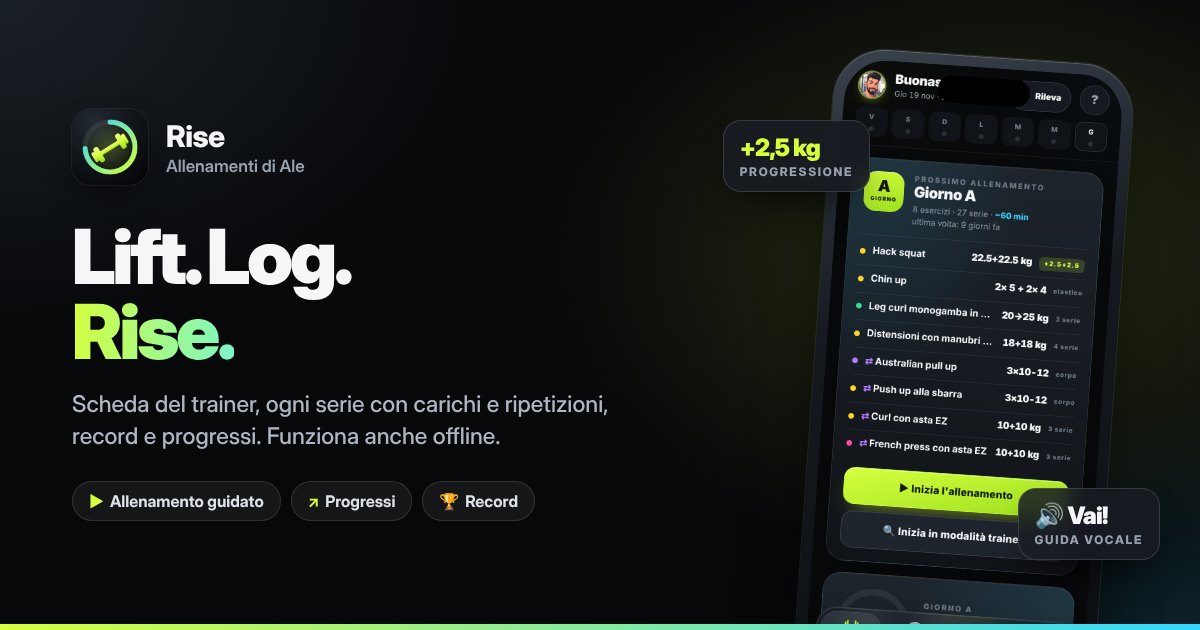 Rise
Allenamenti di Ale
Lift. Log.
Rise.
Scheda del trainer, ogni serie con carichi e ripetizioni,
record e progressi. Funziona anche offline.
▶ Allenamento guidato
↗ Progressi
🏆 Record
+2,5 kg
PROGRESSIONE
Gio 19 nov
Rileva
?
V S D L M M G
PROSSIMO ALLENAMENTO
A
GIORNO
Giorno A
8 esercizi · 27 serie · ~60 min
ultima volta: 9 giorni fa
Hack squat 22.5+22.5 kg +2.5+2.5
Chin up 2× 5 + 2× 4 elastico
Leg curl monogamba in ... 20→25 kg 3 serie
Distensioni con manubri ... 18+18 kg 4 serie
⇄ Australian pull up 3×10-12 corpo
⇄ Push up alla sbarra 3×10-12 corpo
⇄ Curl con asta EZ 10+10 kg 3 serie
⇄ French press con asta EZ 10+10 kg 3 serie
▶ Inizia l'allenamento
🔍 Inizia in modalità traine
🔊 Vai!
GUIDA VOCALE
GIORNO A